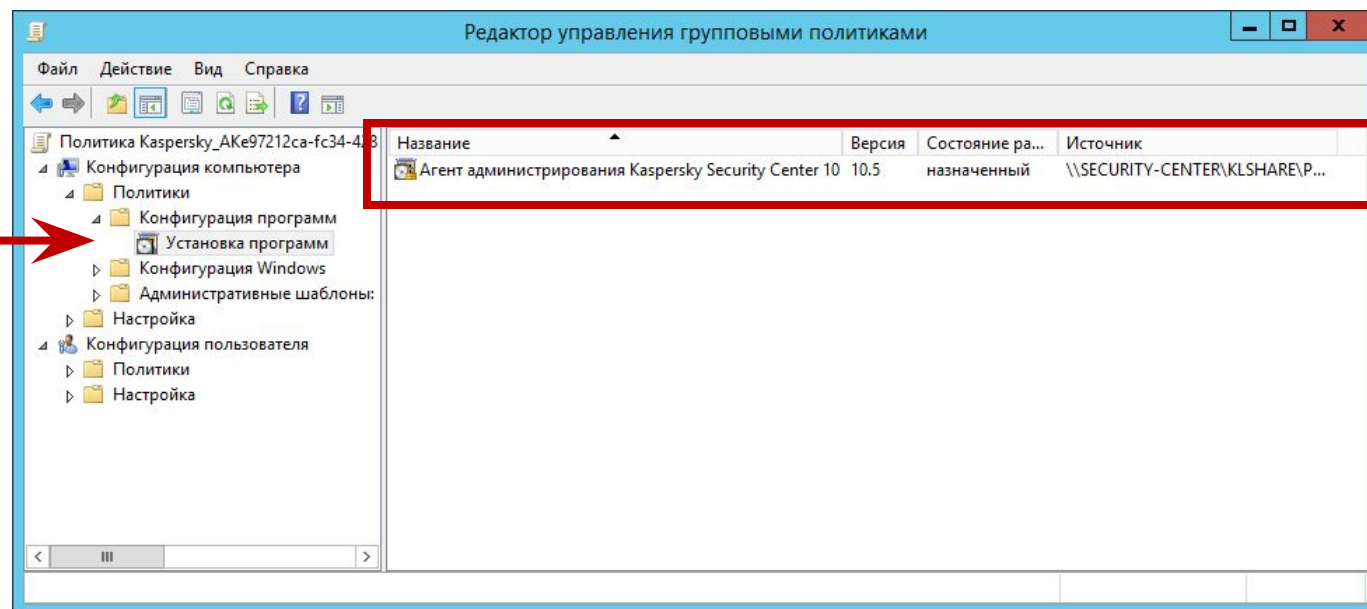 Редактор управления групповыми политиками
Файл Действие Вид Справка
Политика Kaspersky_AKe97212ca-fc34-428
Конфигурация компьютера
Политики
Конфигурация программ
Установка программ
Конфигурация Windows
Административные шаблоны:
Настройка
Конфигурация пользователя
Политики
Настройка
Название Версия Состояние ра... Источник
Агент администрирования Kaspersky Security Center 10 10.5 назначенный \\SECURITY-CENTER\KLSHARE\P...